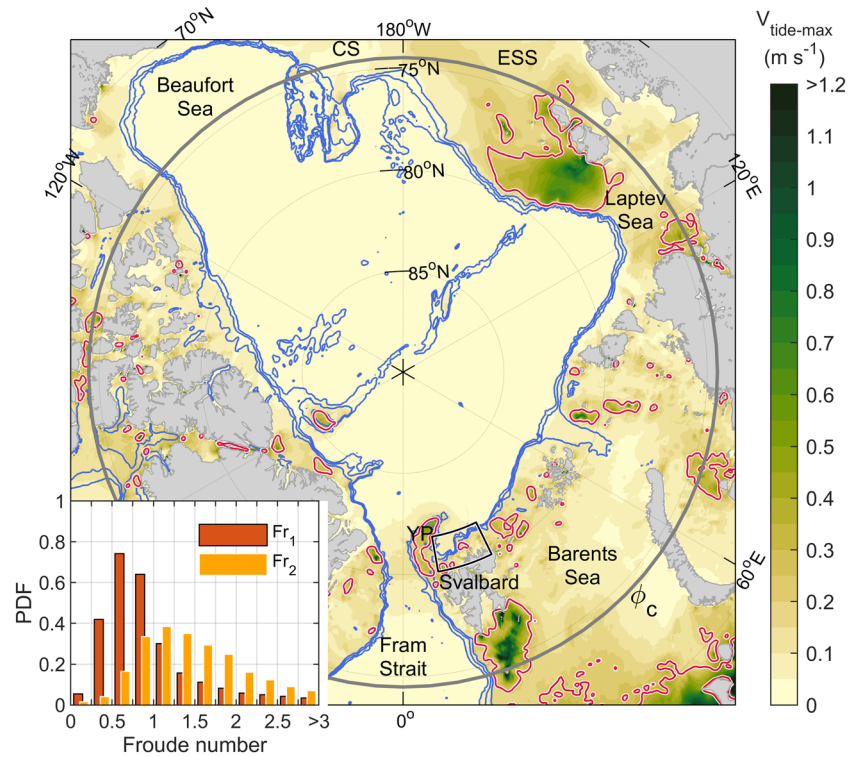 70°N
180°W
CS
ESS
75°N
Beaufort
Sea
120°W
80°N
120°E
Laptev
Sea
85°N
YP
Svalbard
Barents
Sea
ϕc
60°E
Fram
Strait
0°
V tide-max
(m s⁻¹)
>1.2
1.1
1
0.9
0.8
0.7
0.6
0.5
0.4
0.3
0.2
0.1
0
PDF
1
0.8
0.6
0.4
0.2
0
Fr₁
Fr₂
0
0.5
1
1.5
2
2.5
>3
Froude number